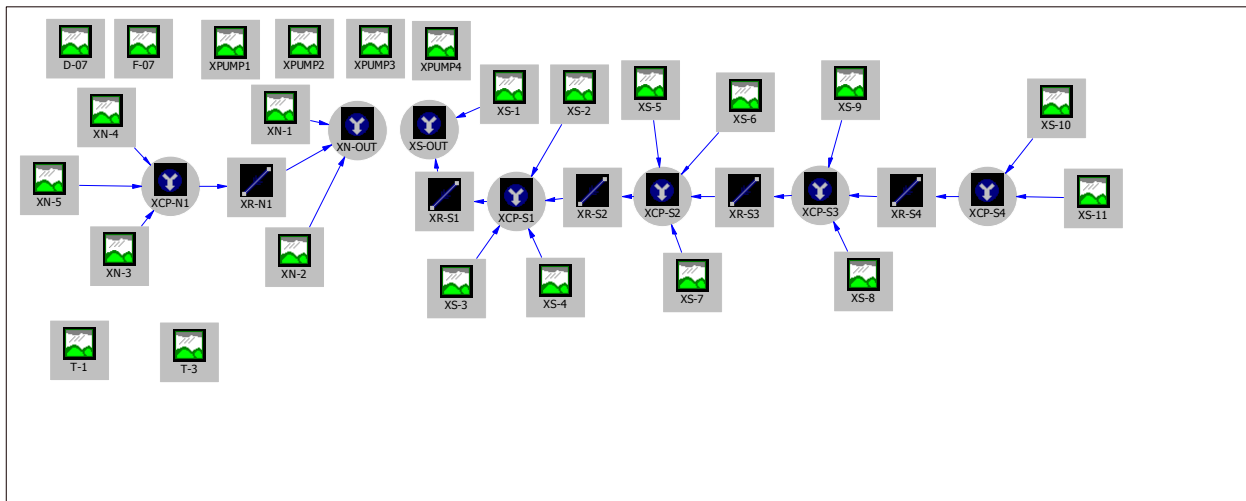 D-07
F-07
XPUMP1
XPUMP2
XPUMP3
XPUMP4
XN-4
XN-1
XN-OUT
XS-OUT
XS-1
XS-2
XS-5
XS-6
XS-9
XS-10
XN-5
XCP-N1
XR-N1
XR-S1
XCP-S1
XR-S2
XCP-S2
XR-S3
XCP-S3
XR-S4
XCP-S4
XS-11
XN-3
XN-2
XS-3
XS-4
XS-7
XS-8
T-1
T-3